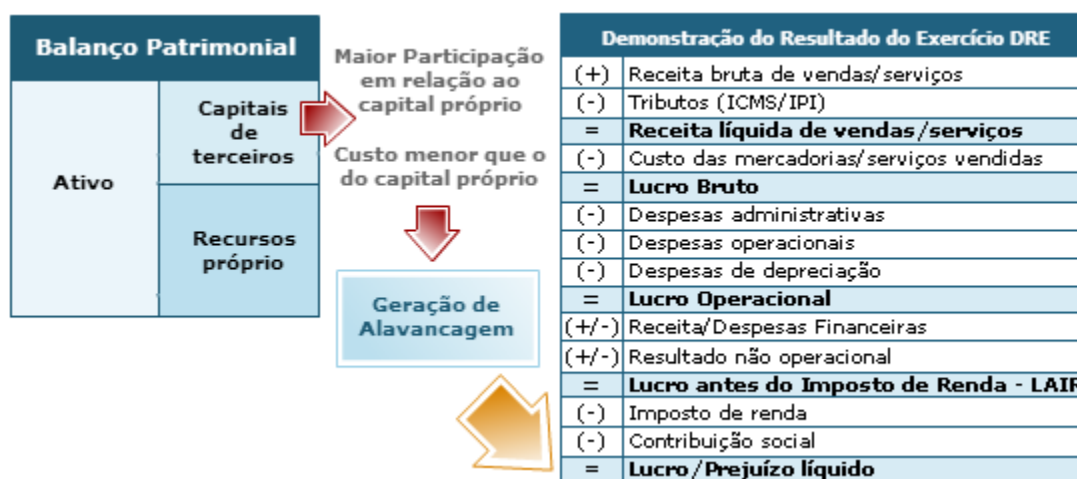 Balanço Patrimonial
Ativo
Capitais
de
terceiros
Recursos
próprio
Maior Participação
em relação ao
capital próprio
Custo menor que o
do capital próprio
Geração de
Alavancagem
Demonstração do Resultado do Exercício DRE
(+) Receita bruta de vendas/serviços
(-) Tributos (ICMS/IPI)
= Receita líquida de vendas/serviços
(-) Custo das mercadorias/serviços vendidas
= Lucro Bruto
(-) Despesas administrativas
(-) Despesas operacionais
(-) Despesas de depreciação
= Lucro Operacional
(+/-) Receita/Despesas Financeiras
(+/-) Resultado não operacional
= Lucro antes do Imposto de Renda - LAIR
(-) Imposto de renda
(-) Contribuição social
= Lucro/Prejuízo líquido